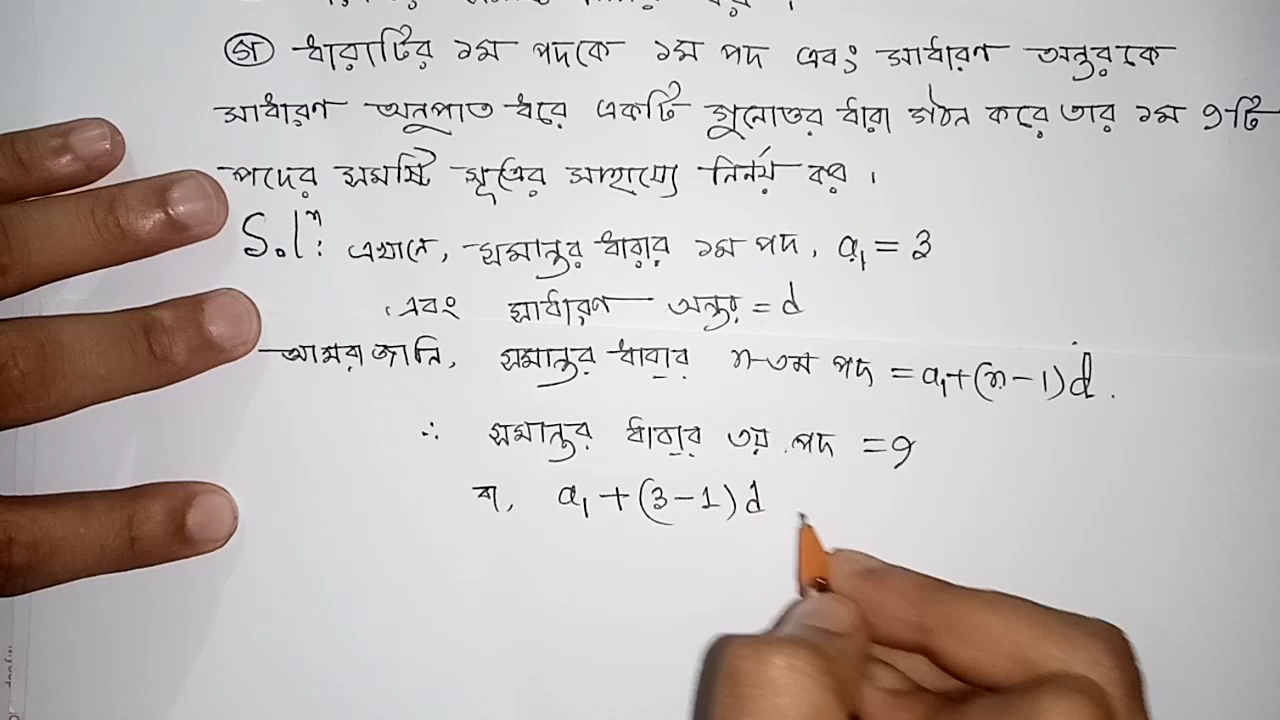 গ ধারাটির ১ম পদকে ১ম পদ এবং সাধারণ অন্তরকে
সাধারণ অনুপাত ধরে একটি গুনোত্তর ধারা গঠন করে তার ১ম ৭টি
পদের সমষ্টি সূত্রের সাহায্যে নির্নয় কর।
Solⁿ: এখানে, সমান্তর ধারার ১ম পদ, a₁ = 3
এবং সাধারণ অন্তর = d
আমরা জানি, সমান্তর ধারার n-তম পদ = a₁+(n-1)d.
∴ সমান্তর ধারার ৩য় পদ = 9
বা, a₁+(3-1)d